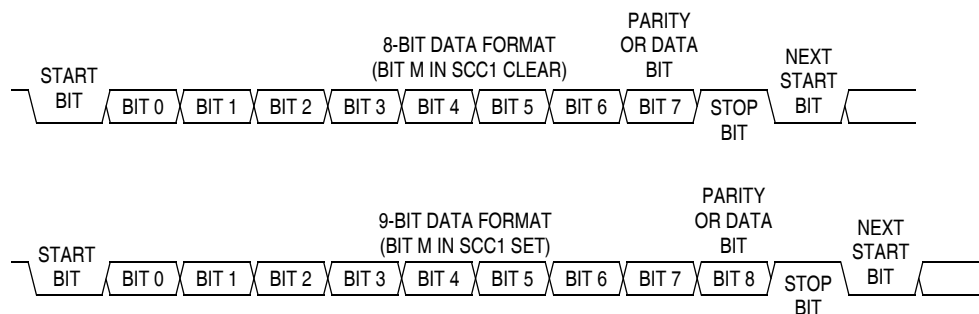 8-BIT DATA FORMAT
(BIT M IN SCC1 CLEAR)
PARITY
OR DATA
BIT
START
BIT
BIT 0 BIT 1 BIT 2 BIT 3 BIT 4 BIT 5 BIT 6 BIT 7
STOP
BIT
NEXT
START
BIT
9-BIT DATA FORMAT
(BIT M IN SCC1 SET)
PARITY
OR DATA
BIT
START
BIT
BIT 0 BIT 1 BIT 2 BIT 3 BIT 4 BIT 5 BIT 6 BIT 7 BIT 8
STOP
BIT
NEXT
START
BIT